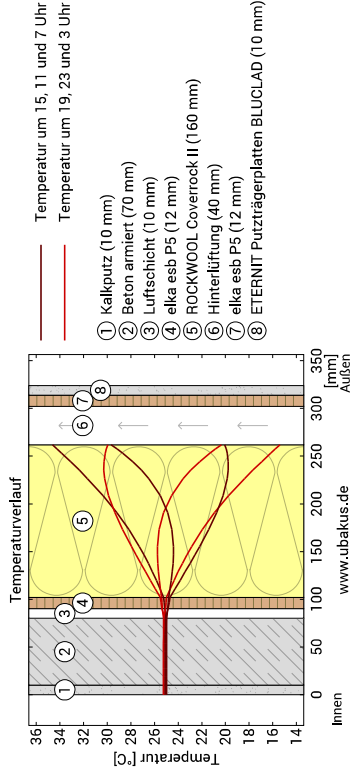 Temperaturverlauf
Temperatur [°C]
36
34
32
30
28
26
24
22
20
18
16
14
1
2
3
4
5
6
7
8
0
50
100
150
200
250
300
350
[mm]
Innen
www.ubakus.de
Außen
Temperatur um 15, 11 und 7 Uhr
Temperatur um 19, 23 und 3 Uhr
1 Kalkputz (10 mm)
2 Beton armiert (70 mm)
3 Luftschicht (10 mm)
4 elka esb P5 (12 mm)
5 ROCKWOOL Coverrock II (160 mm)
6 Hinterlüftung (40 mm)
7 elka esb P5 (12 mm)
8 ETERNIT Putzträgerplatten BLUCLAD (10 mm)